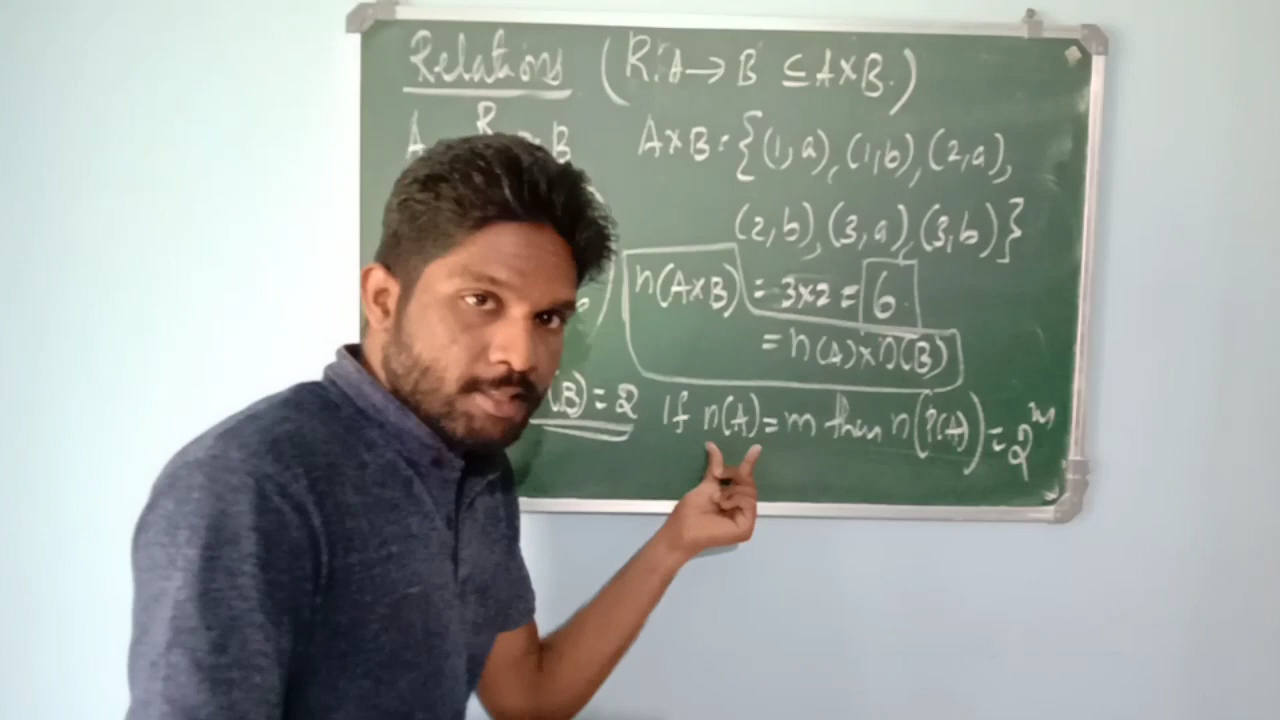 Relations (R: A → B ⊆ A×B.)
A R → B
A×B = {(1,a), (1,b), (2,a),
(2,b), (3,a), (3,b)}
n(A×B) = 3×2 = 6
= n(A)×n(B)
(B) = 2
If n(A) = m then n(P(A)) = 2^m